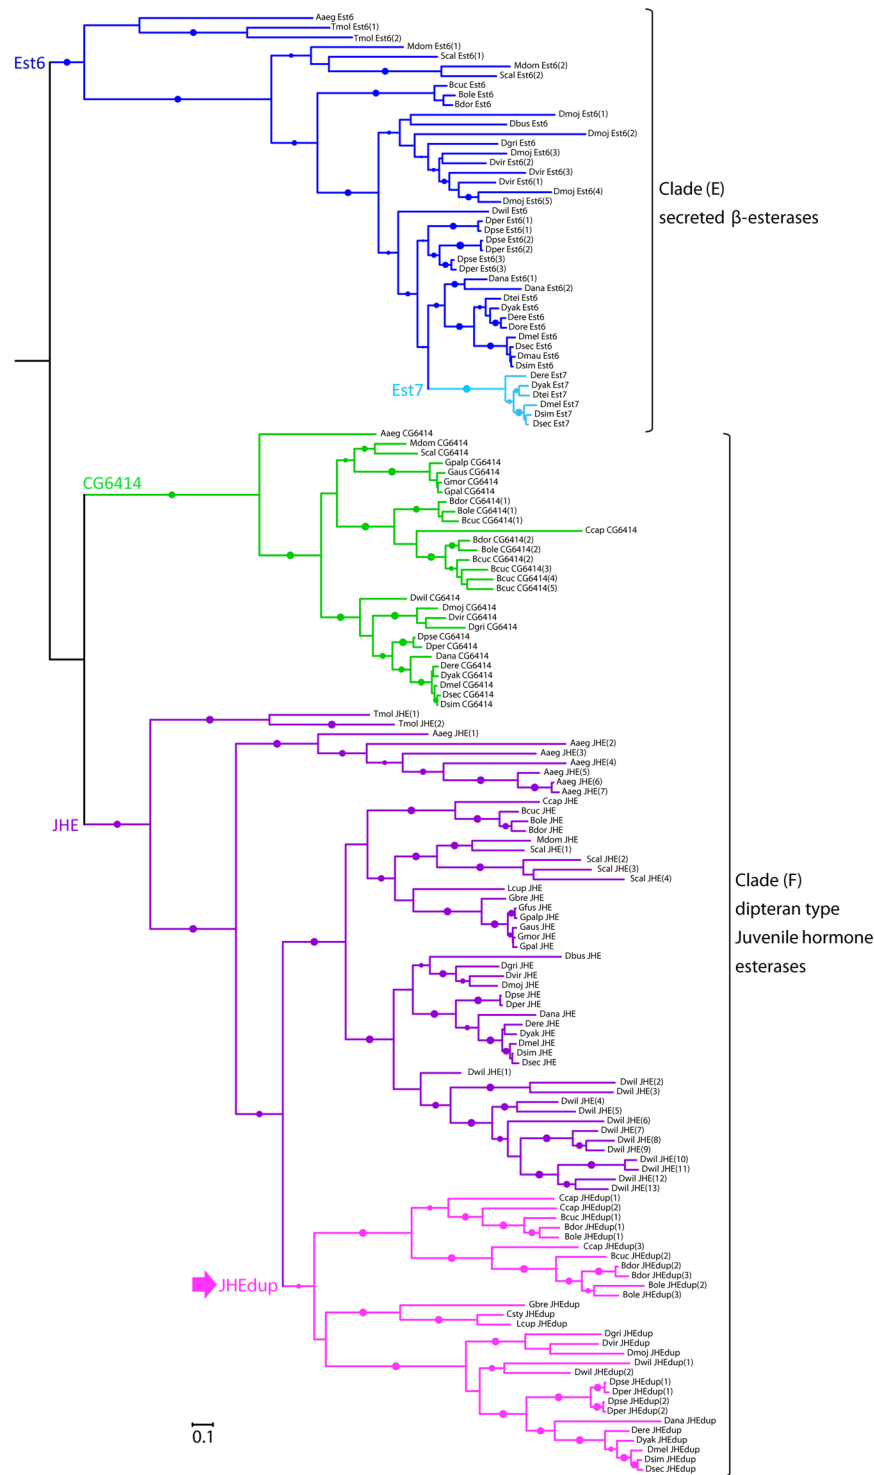 Aaeg Est6
Tmol Est6(1)
Tmol Est6(2)
Mdom Est6(1)
Scal Est6(1)
Est6
Mdom Est6(2)
Scal Est6(2)
Bcuc Est6
Bole Est6
Bdor Est6
Dmoj Est6(1)
Dbus Est6
Dmoj Est6(2)
Dgri Est6
Dmoj Est6(3)
Dvir Est6(2)
Dvir Est6(3)
Dvir Est6(1)
Dmoj Est6(4)
Dmoj Est6(5)
Clade (E)
secreted β-esterases
Dwil Est6
Dper Est6(1)
Dpse Est6(1)
Dpse Est6(2)
Dper Est6(2)
Dpse Est6(3)
Dper Est6(3)
Dana Est6(1)
Dana Est6(2)
Dtei Est6
Dyak Est6
Dere Est6
Dore Est6
Dmel Est6
Dsec Est6
Dmau Est6
Dsim Est6
Est7
Dere Est7
Dyak Est7
Dtei Est7
Dmel Est7
Dsim Est7
Dsec Est7
Aaeg CG6414
Mdom CG6414
Scal CG6414
Gpalp CG6414
Gaus CG6414
Gmor CG6414
Gpal CG6414
CG6414
Bdor CG6414(1)
Bole CG6414(1)
Bcuc CG6414(1)
Ccap CG6414
Bdor CG6414(2)
Bole CG6414(2)
Bcuc CG6414(2)
Bcuc CG6414(3)
Bcuc CG6414(4)
Bcuc CG6414(5)
Dwil CG6414
Dmoj CG6414
Dvir CG6414
Dgri CG6414
Dpse CG6414
Dper CG6414
Dana CG6414
Dere CG6414
Dyak CG6414
Dmel CG6414
Dsec CG6414
Dsim CG6414
Tmol JHE(1)
Tmol JHE(2)
Aaeg JHE(1)
Aaeg JHE(2)
Aaeg JHE(3)
Aaeg JHE(4)
Aaeg JHE(5)
Aaeg JHE(6)
Aaeg JHE(7)
JHE
Ccap JHE
Bcuc JHE
Bole JHE
Bdor JHE
Mdom JHE
Scal JHE(1)
Scal JHE(2)
Scal JHE(3)
Scal JHE(4)
Lcup JHE
Gbre JHE
Gfus JHE
Gpalp JHE
Gaus JHE
Gmor JHE
Gpal JHE
Clade (F)
dipteran type
Juvenile hormone
esterases
Dbus JHE
Dgri JHE
Dvir JHE
Dmoj JHE
Dpse JHE
Dper JHE
Dana JHE
Dere JHE
Dyak JHE
Dmel JHE
Dsim JHE
Dsec JHE
Dwil JHE(1)
Dwil JHE(2)
Dwil JHE(3)
Dwil JHE(4)
Dwil JHE(5)
Dwil JHE(6)
Dwil JHE(7)
Dwil JHE(8)
Dwil JHE(9)
Dwil JHE(10)
Dwil JHE(11)
Dwil JHE(12)
Dwil JHE(13)
Ccap JHEdup(1)
Ccap JHEdup(2)
Bcuc JHEdup(1)
Bdor JHEdup(1)
Bole JHEdup(1)
Ccap JHEdup(3)
Bcuc JHEdup(2)
Bdor JHEdup(2)
Bdor JHEdup(3)
Bole JHEdup(2)
Bole JHEdup(3)
JHEdup
Gbre JHEdup
Csty JHEdup
Lcup JHEdup
Dgri JHEdup
Dvir JHEdup
Dmoj JHEdup
Dwil JHEdup(1)
Dwil JHEdup(2)
Dpse JHEdup(1)
Dper JHEdup(1)
Dpse JHEdup(2)
Dper JHEdup(2)
Dana JHEdup
Dere JHEdup
Dyak JHEdup
Dmel JHEdup
Dsim JHEdup
Dsec JHEdup
0.1